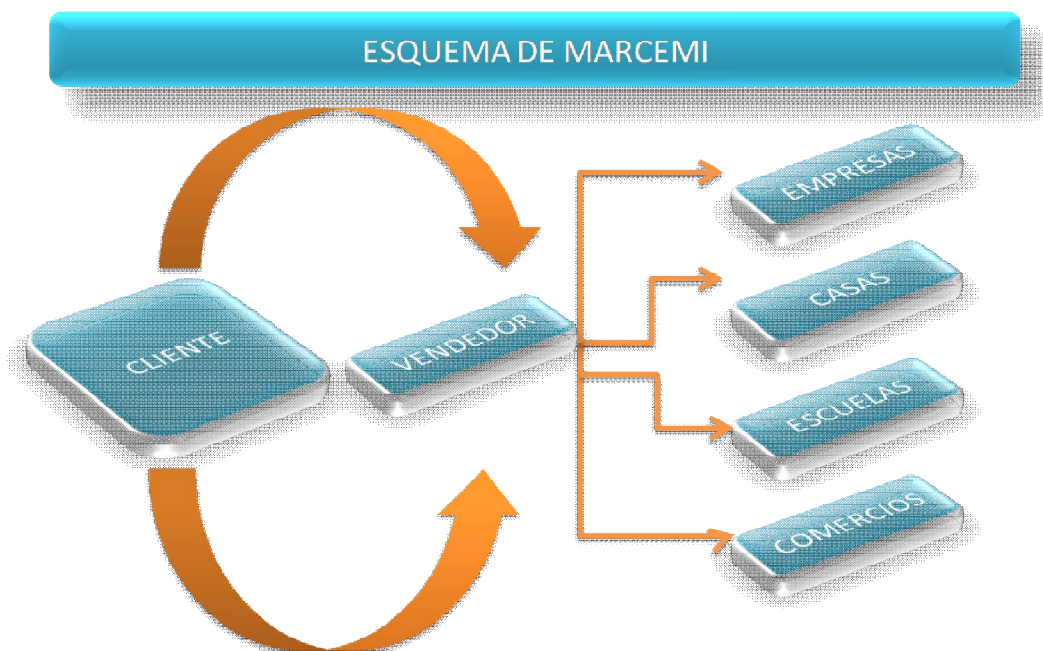 ESQUEMA DE MARCEMI
CLIENTE
VENDEDOR
EMPRESAS
CASAS
ESCUELAS
COMERCIOS